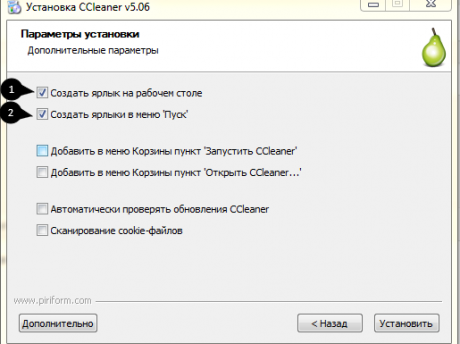 Установка CCleaner v5.06
Параметры установки
Дополнительные параметры
1 Создать ярлык на рабочем столе
2 Создать ярлыки в меню 'Пуск'
Добавить в меню Корзины пункт 'Запустить CCleaner'
Добавить в меню Корзины пункт 'Открыть CCleaner...'
Автоматически проверять обновления CCleaner
Сканирование cookie-файлов
www.piriform.com
Дополнительно < Назад Установить